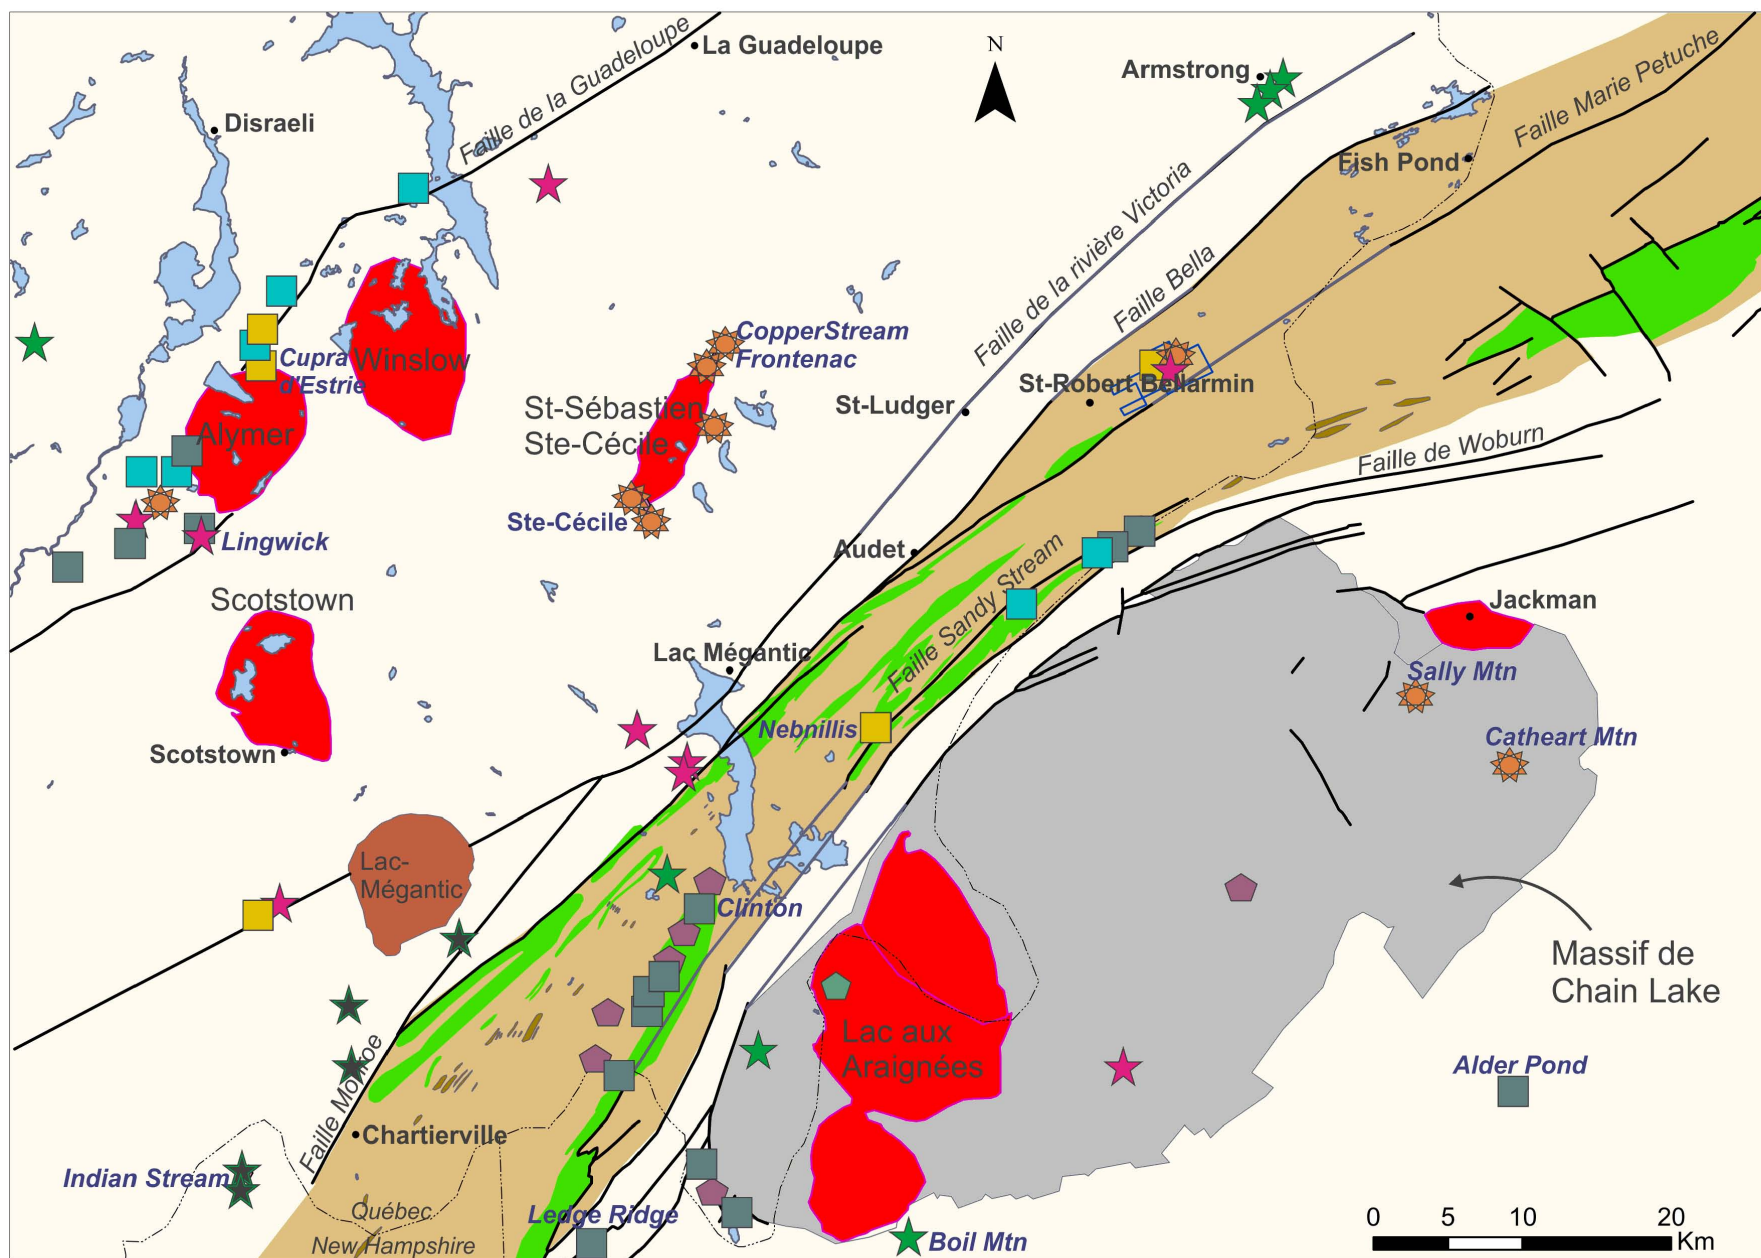 La Guadeloupe
Faille de la Guadeloupe
N
Armstrong
Faille Marie Petuche
Disraeli
Fish Pond
Faille de la rivière Victoria
Faille Bella
CopperStream
Frontenac
Cupra
d'Estrie
Winslow
St-Robert Bellarmin
St-Sébastien
Ste-Cécile
St-Ludger
Alymer
Faille de Woburn
Ste-Cécile
Lingwick
Audet
Faille Sandy Stream
Scotstown
Jackman
Lac Mégantic
Sally Mtn
Nebnillis
Catheart Mtn
Scotstown
Lac-
Mégantic
Clinton
Massif de
Chain Lake
Lac aux
Araignées
Alder Pond
Faille Monroe
Chartierville
Indian Stream
Québec
New Hampshire
Ledge Ridge
Boil Mtn
0 5 10 20
Km